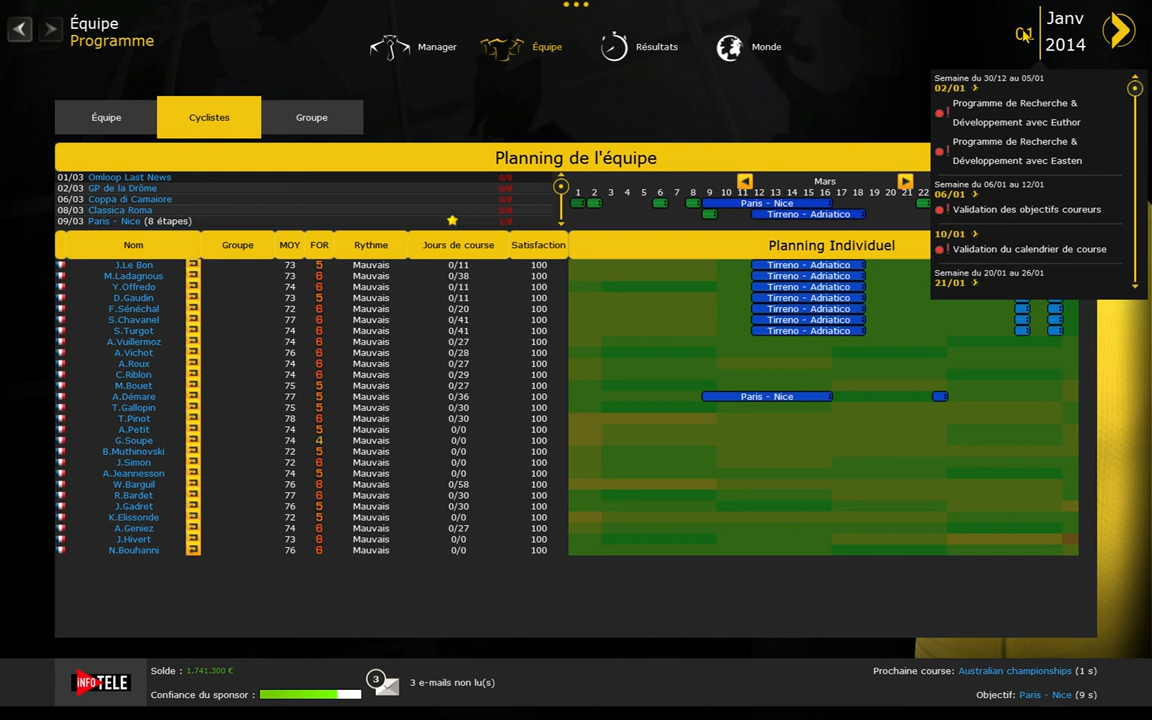 Équipe
Programme
Manager
Équipe
Résultats
Monde
01
Janv
2014
Semaine du 30/12 au 05/01
02/01
Programme de Recherche &
Développement avec Euthor
Programme de Recherche &
Développement avec Easten
Semaine du 06/01 au 12/01
06/01
Validation des objectifs coureurs
10/01
Validation du calendrier de course
Semaine du 20/01 au 26/01
21/01
Équipe
Cyclistes
Groupe
Planning de l'équipe
01/03 Omloop Last News 0/8
02/03 GP de la Drôme 0/8
06/03 Coppa di Camaiore 0/8
08/03 Classica Roma
09/03 Paris - Nice (8 étapes)
Mars
1 2 3 4 5 6 7 8 9 10 11 12 13 14 15 16 17 18 19 20 21 22
Paris - Nice
Tirreno - Adriatico
Nom Groupe MOY FOR Rythme Jours de course Satisfaction Planning Individuel
J.Le Bon 73 5 Mauvais 0/11 100 Tirreno - Adriatico
M.Ladagnous 73 6 Mauvais 0/38 100 Tirreno - Adriatico
Y.Offredo 74 6 Mauvais 0/11 100 Tirreno - Adriatico
D.Gaudin 73 5 Mauvais 0/11 100 Tirreno - Adriatico
F.Sénéchal 72 6 Mauvais 0/20 100 Tirreno - Adriatico
S.Chavanel 77 6 Mauvais 0/41 100 Tirreno - Adriatico
S.Turgot 74 6 Mauvais 0/41 100 Tirreno - Adriatico
A.Vuillermoz 74 6 Mauvais 0/27 100
A.Vichot 76 6 Mauvais 0/28 100
A.Roux 74 6 Mauvais 0/27 100
C.Riblon 74 6 Mauvais 0/29 100
M.Bouet 75 5 Mauvais 0/27 100
A.Démare 77 5 Mauvais 0/36 100 Paris - Nice
T.Gallopin 75 5 Mauvais 0/30 100
T.Pinot 78 6 Mauvais 0/30 100
A.Petit 74 5 Mauvais 0/0 100
G.Soupe 74 4 Mauvais 0/0 100
B.Muthinovski 72 5 Mauvais 0/0 100
J.Simon 72 6 Mauvais 0/0 100
A.Jeannesson 74 5 Mauvais 0/0 100
W.Barguil 76 6 Mauvais 0/58 100
R.Bardet 77 6 Mauvais 0/30 100
J.Gadret 76 5 Mauvais 0/30 100
K.Elissonde 72 5 Mauvais 0/0 100
A.Geniez 74 6 Mauvais 0/27 100
J.Hivert 73 6 Mauvais 0/0 100
N.Bouhanni 76 6 Mauvais 0/0 100
INFO TELE
Solde : 1.741.300 €
Confiance du sponsor :
3
3 e-mails non lu(s)
Prochaine course: Australian championships (1 s)
Objectif: Paris - Nice (9 s)